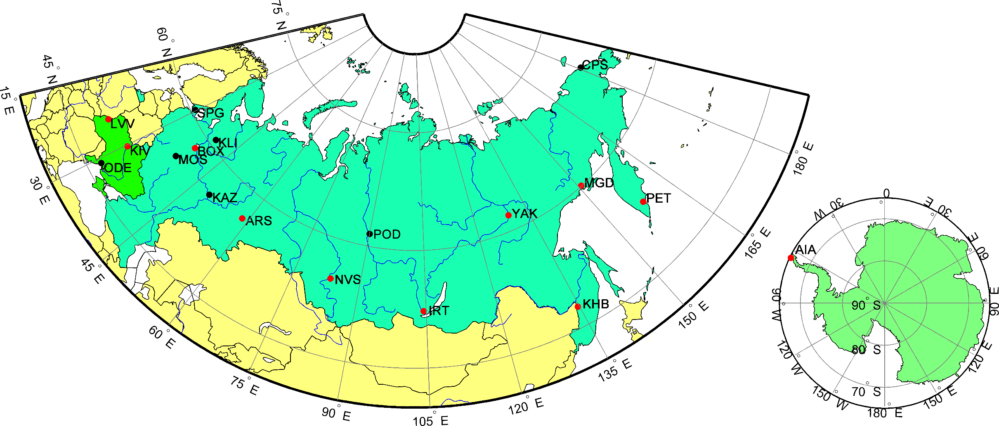 75° N
60° N
45° N
15° E
30° E
45° E
60° E
75° E
90° E
105° E
120° E
135° E
150° E
165° E
180° E
CPS
SPG
LVV
KLI
KIV
BOX
MOS
ODE
MGD
KAZ
PET
ARS
YAK
POD
NVS
IRT
KHB
0°
30° W
30° E
60° E
AIA
90° W
90° S
90° E
80° S
120° W
120° E
70° S
150° W
150° E
180° E